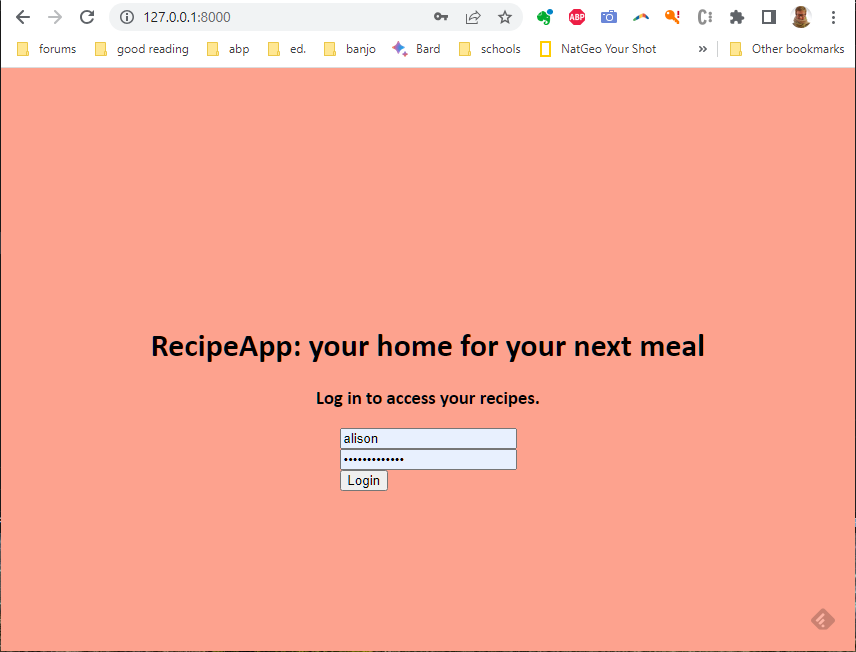 127.0.0.1:8000
ABP
forums good reading abp ed. banjo Bard schools NatGeo Your Shot » Other bookmarks
RecipeApp: your home for your next meal
Log in to access your recipes.
alison
•••••••••••••
Login